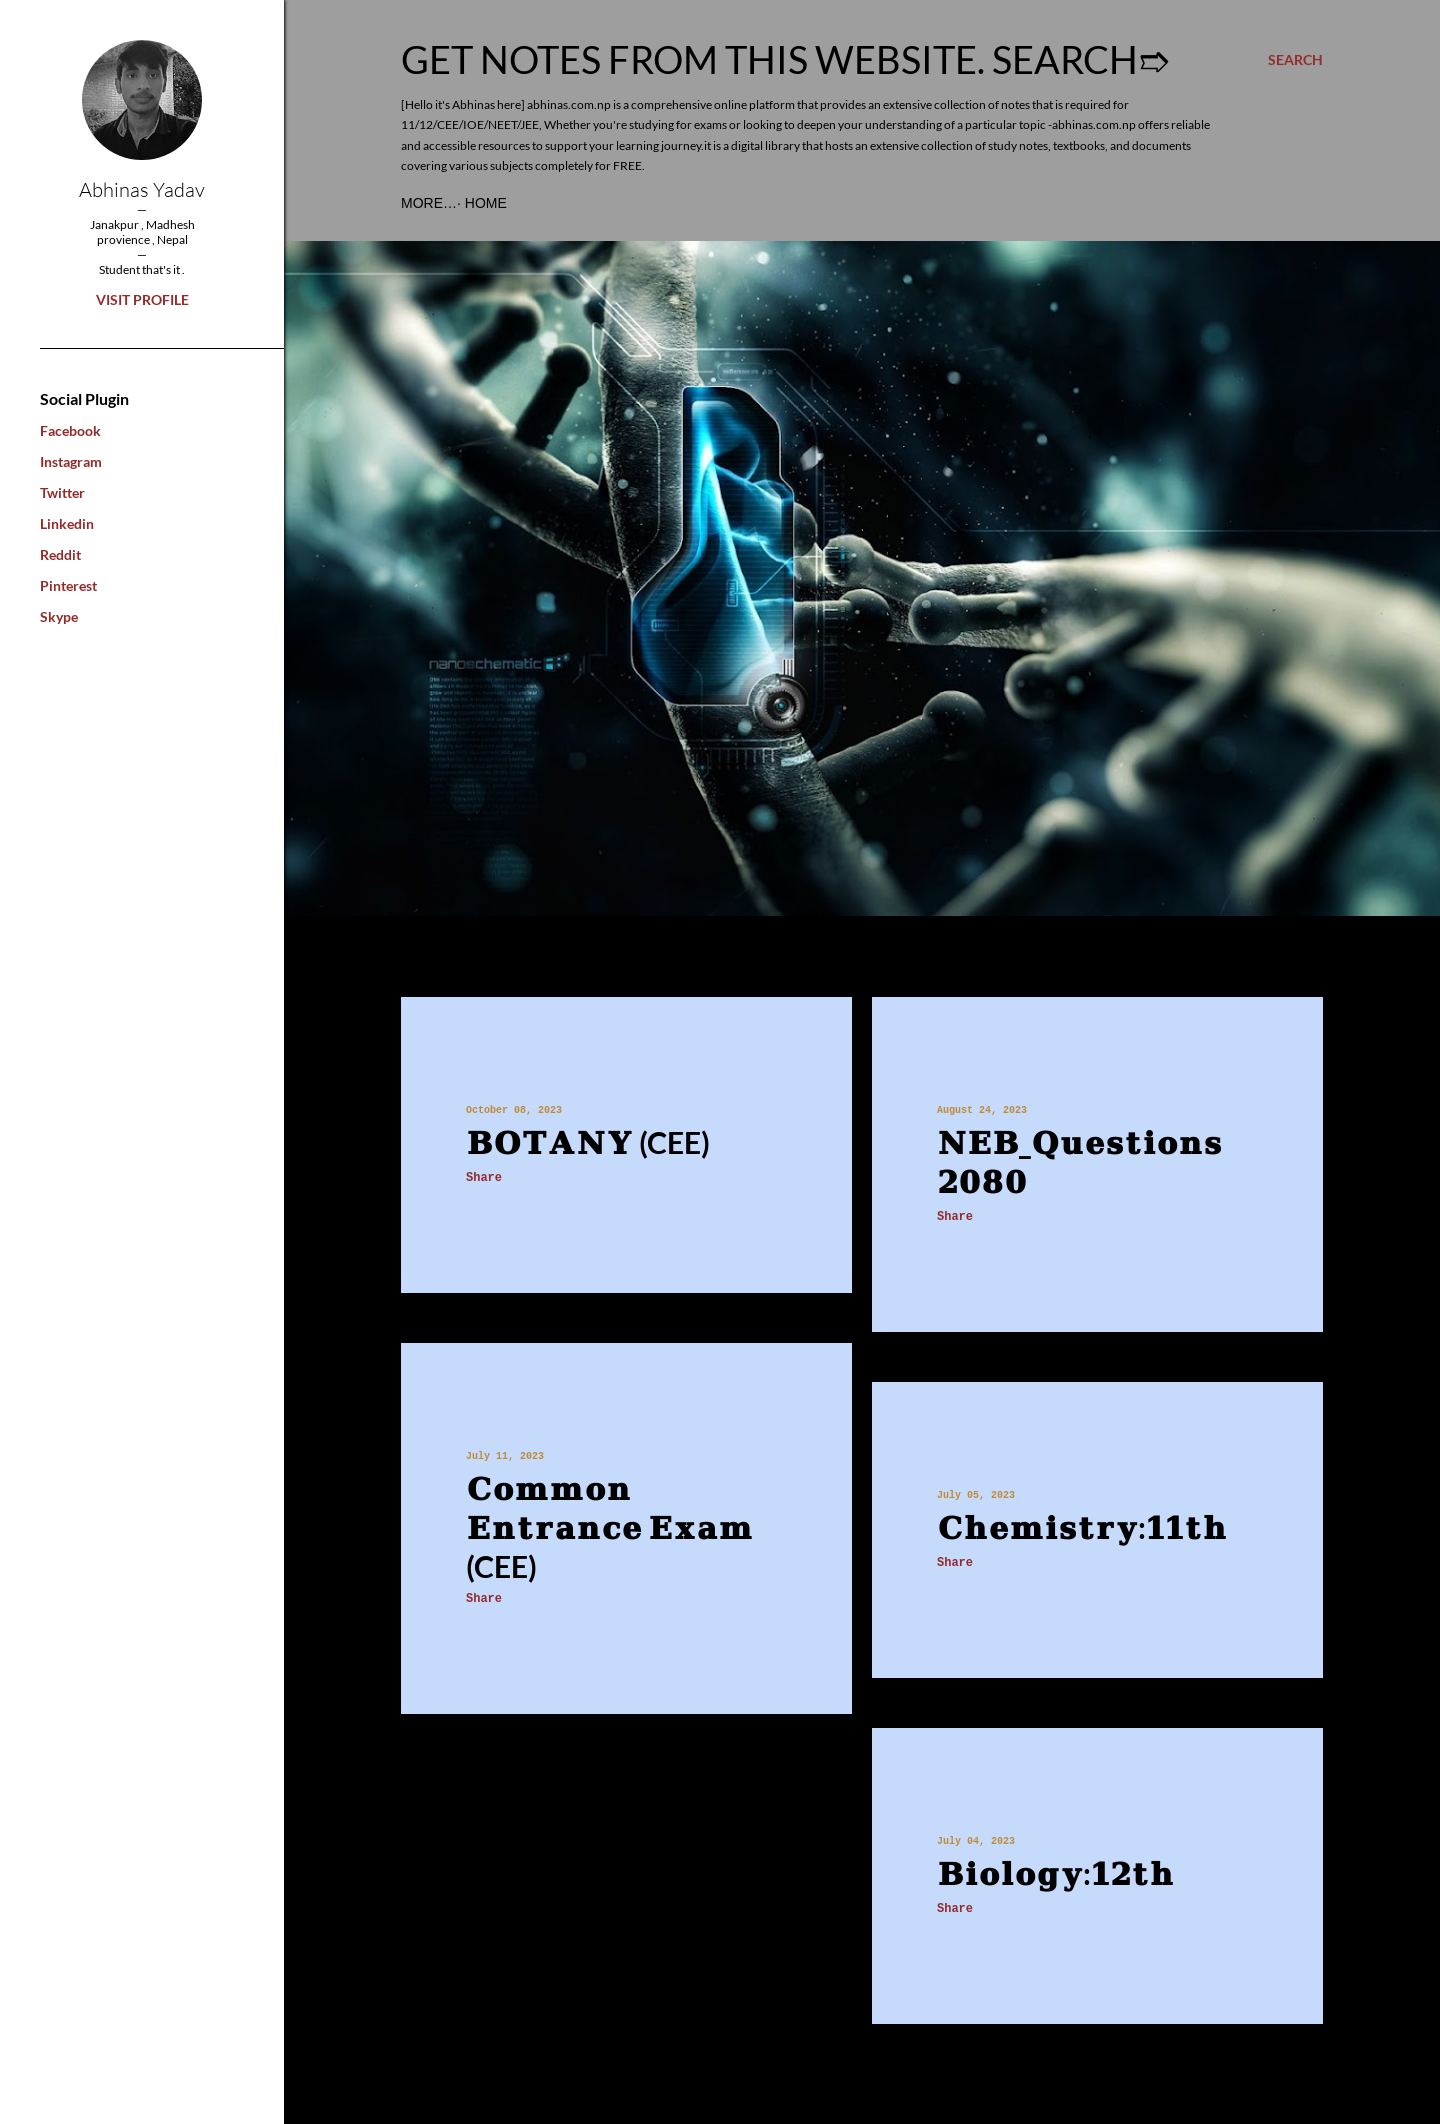 Abhinas Yadav
—
Janakpur , Madhesh
provience , Nepal
—
Student that's it .
VISIT PROFILE
Social Plugin
Facebook
Instagram
Twitter
Linkedin
Reddit
Pinterest
Skype
GET NOTES FROM THIS WEBSITE. SEARCH➯
SEARCH
[Hello it's Abhinas here] abhinas.com.np is a comprehensive online platform that provides an extensive collection of notes that is required for
11/12/CEE/IOE/NEET/JEE, Whether you're studying for exams or looking to deepen your understanding of a particular topic -abhinas.com.np offers reliable
and accessible resources to support your learning journey.it is a digital library that hosts an extensive collection of study notes, textbooks, and documents
covering various subjects completely for FREE.
MORE…· HOME
nanoschematic
October 08, 2023
BOTANY (CEE)
Share
August 24, 2023
NEB_Questions
2080
Share
July 11, 2023
Common
Entrance Exam
(CEE)
Share
July 05, 2023
Chemistry:11th
Share
July 04, 2023
Biology:12th
Share